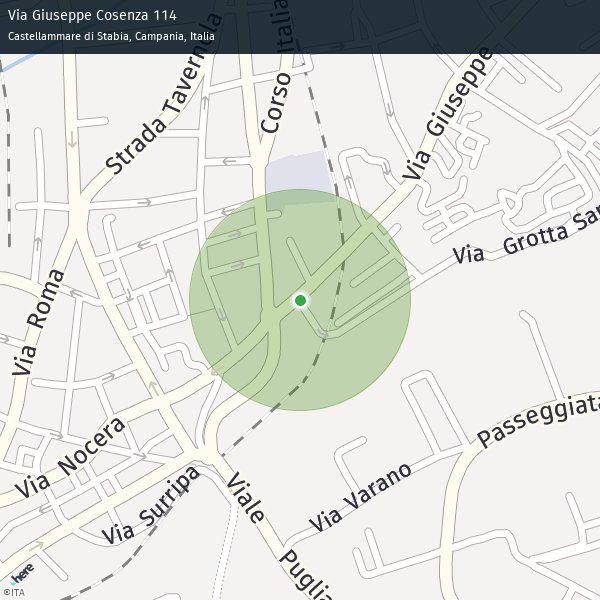 Via Giuseppe Cosenza 114
Castellammare di Stabia, Campania, Italia
Strada Tavernola
Corso Italia
Via Giuseppe
Via Grotta San
Via Roma
Passeggiata
Via Nocera
Via Varano
Via Surripa
Viale Puglia
here
©ITA